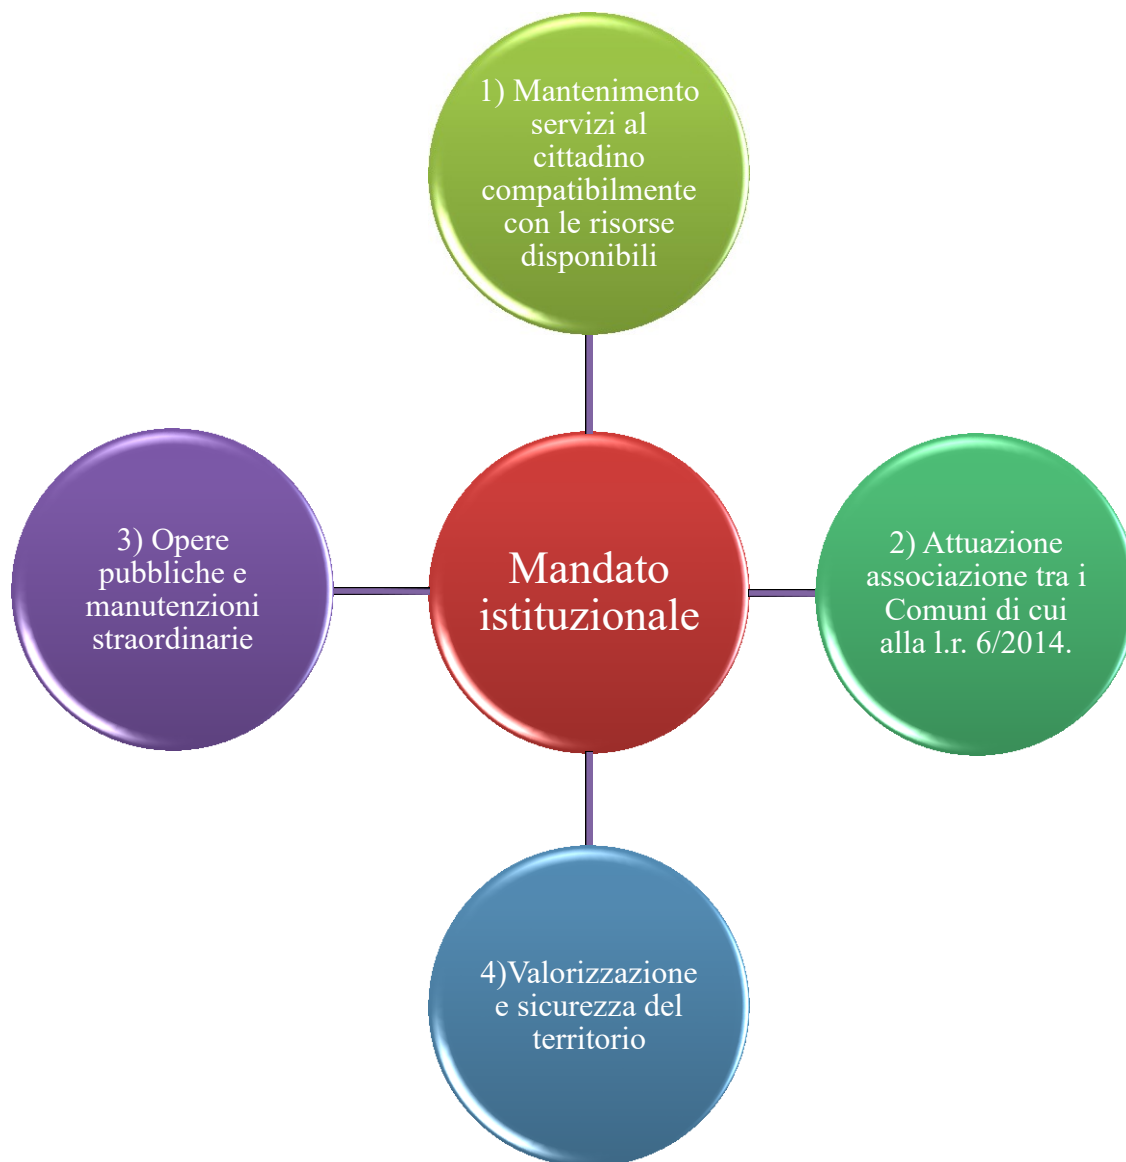 1) Mantenimento
servizi al
cittadino
compatibilmente
con le risorse
disponibili
3) Opere
pubbliche e
manutenzioni
straordinarie
Mandato
istituzionale
2) Attuazione
associazione tra i
Comuni di cui
alla l.r. 6/2014.
4)Valorizzazione
e sicurezza del
territorio